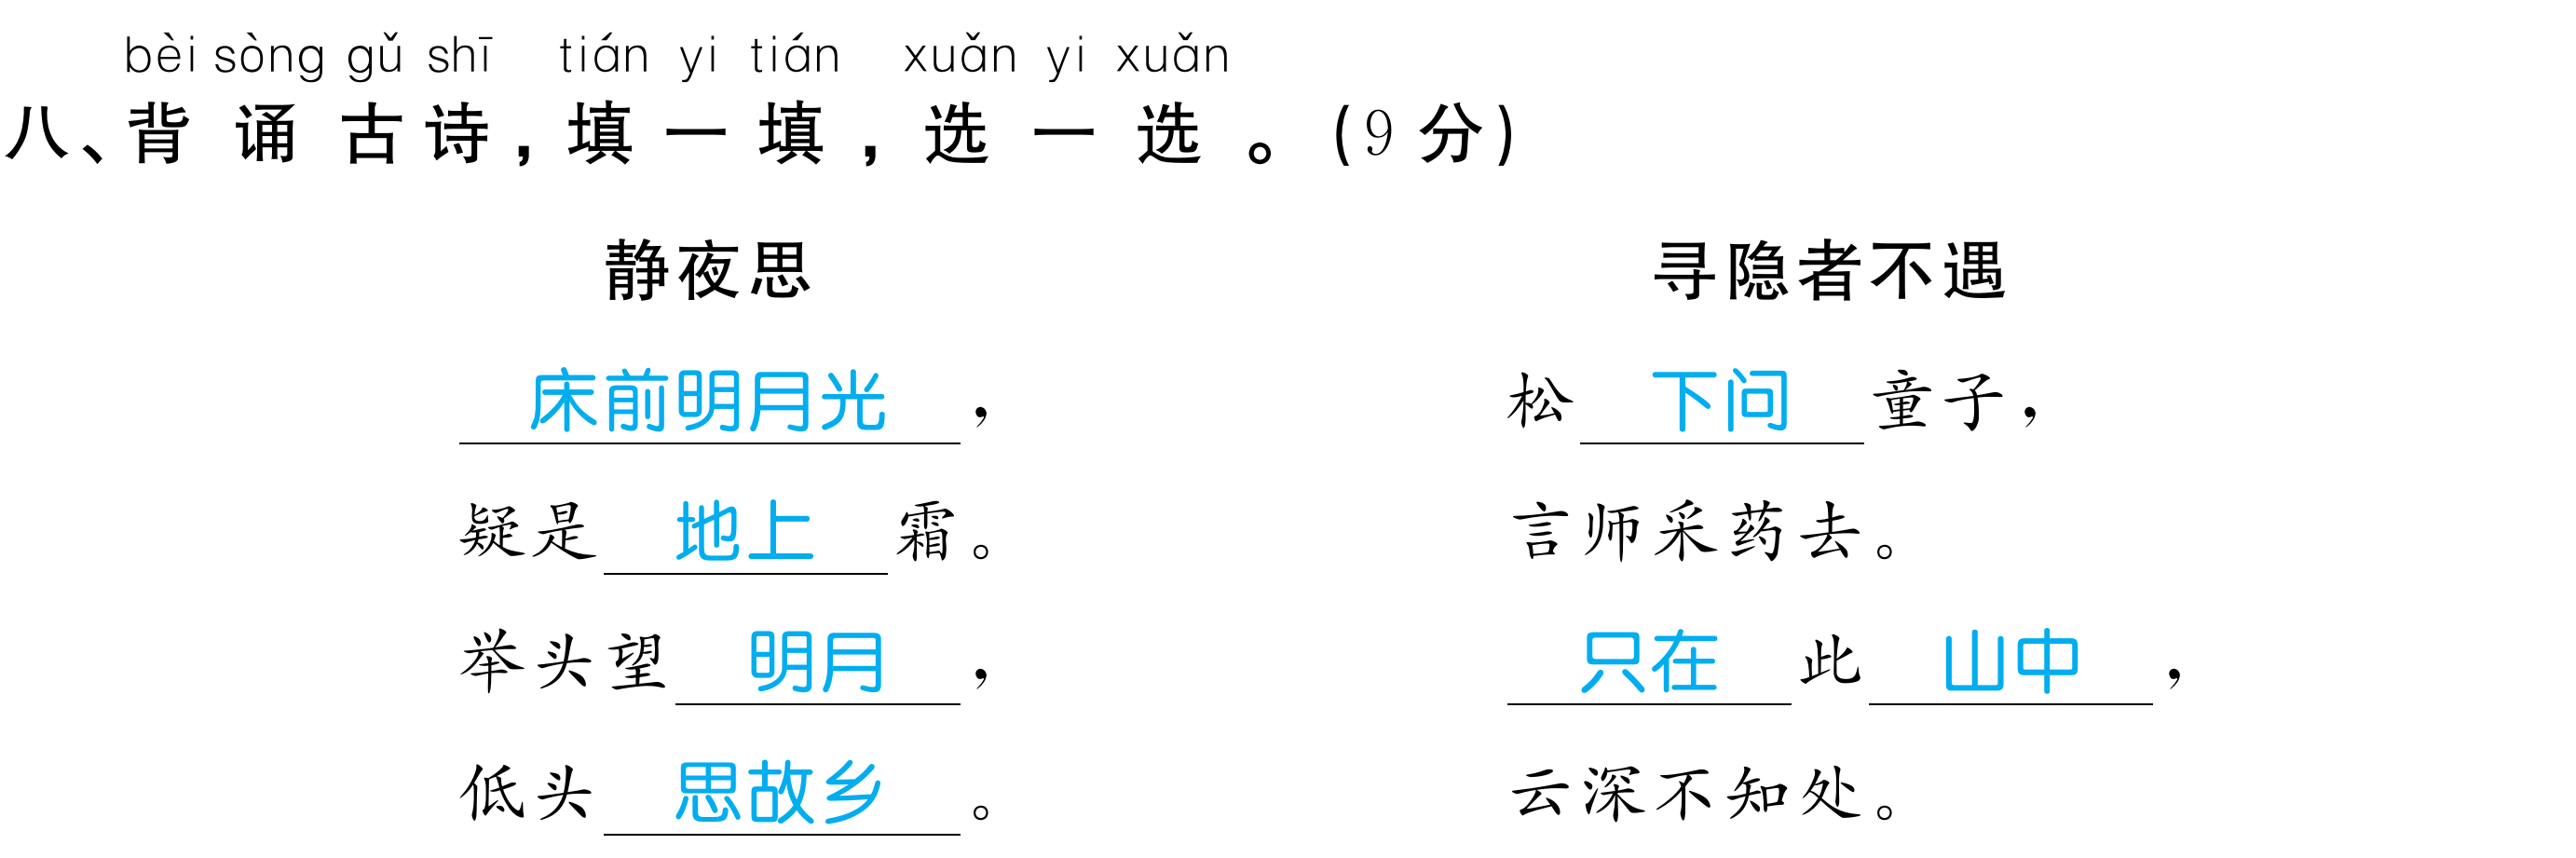 bèi sòng gǔ shī tián yi tián xuǎn yi xuǎn
八、背诵古诗,填一填,选一选。(9分)
静夜思
床前明月光,
疑是地上霜。
举头望明月,
低头思故乡。
寻隐者不遇
松下问童子,
言师采药去。
只在此山中,
云深不知处。